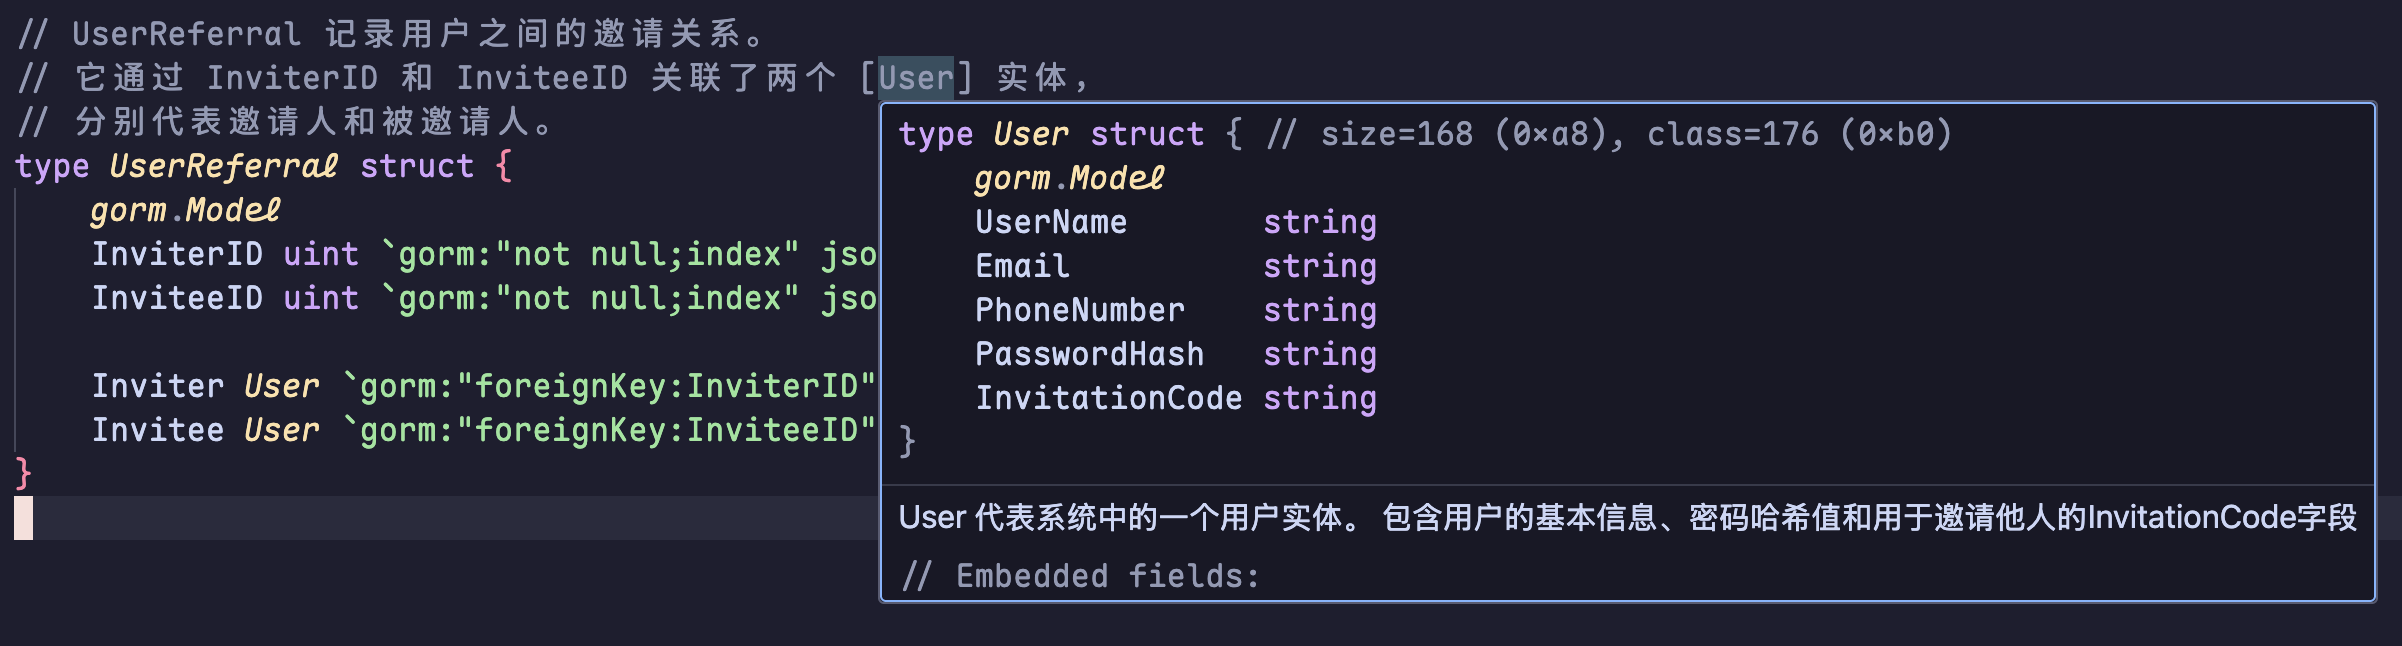 // UserReferral 记录用户之间的邀请关系。
// 它通过 InviterID 和 InviteeID 关联了两个 [User] 实体，
// 分别代表邀请人和被邀请人。
type UserReferral struct {
gorm.Model
InviterID uint `gorm:"not null;index" jso
InviteeID uint `gorm:"not null;index" jso
Inviter User `gorm:"foreignKey:InviterID"
Invitee User `gorm:"foreignKey:InviteeID"
}
type User struct { // size=168 (0xa8), class=176 (0xb0)
gorm.Model
UserName string
Email string
PhoneNumber string
PasswordHash string
InvitationCode string
}
User 代表系统中的一个用户实体。 包含用户的基本信息、密码哈希值和用于邀请他人的InvitationCode字段
// Embedded fields: